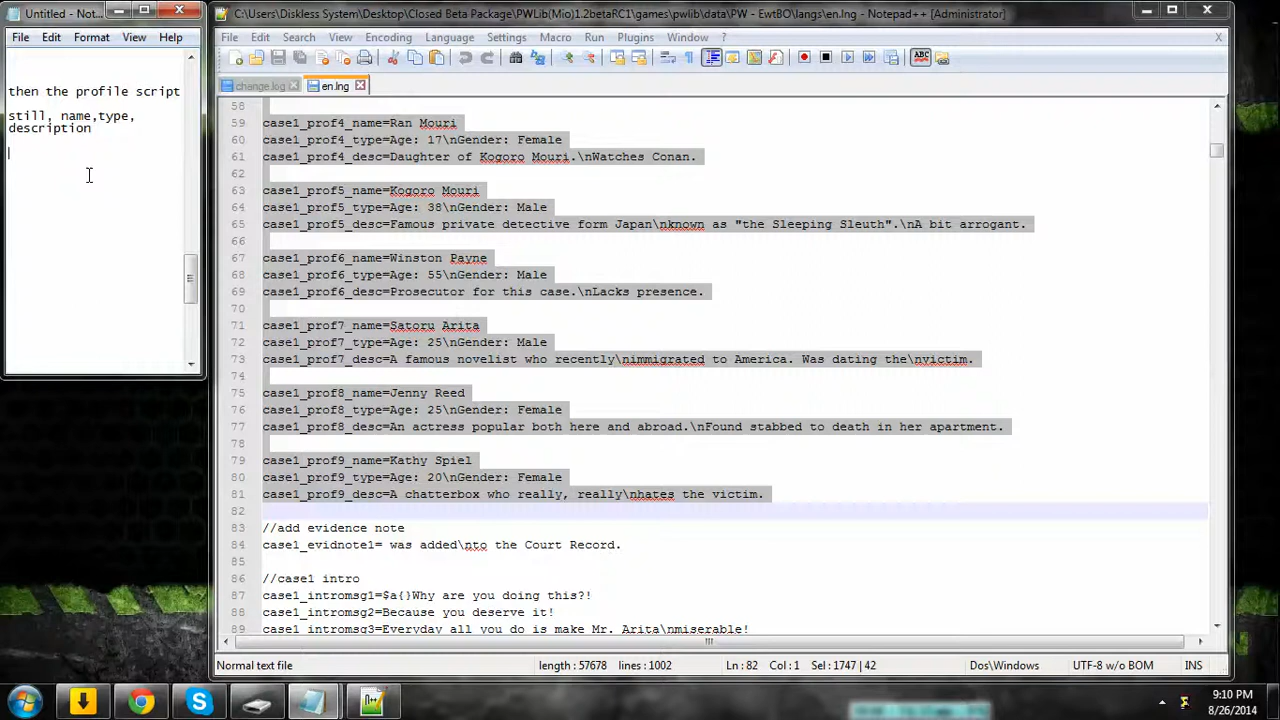 Untitled - Not...
File Edit Format View Help
then the profile script
still, name,type,
description
C:\Users\Diskless System\Desktop\Closed Beta Package\PWLib(Mio)1.2betaRC1\games\pwlib\data\PW - EwtBO\langs\en.lng - Notepad++ [Administrator]
File Edit Search View Encoding Language Settings Macro Run Plugins Window ? X
change.log en.lng
58
59 case1_prof4_name=Ran Mouri
60 case1_prof4_type=Age: 17\nGender: Female
61 case1_prof4_desc=Daughter of Kogoro Mouri.\nWatches Conan.
62
63 case1_prof5_name=Kogoro Mouri
64 case1_prof5_type=Age: 38\nGender: Male
65 case1_prof5_desc=Famous private detective form Japan\nknown as "the Sleeping Sleuth".\nA bit arrogant.
66
67 case1_prof6_name=Winston Payne
68 case1_prof6_type=Age: 55\nGender: Male
69 case1_prof6_desc=Prosecutor for this case.\nLacks presence.
70
71 case1_prof7_name=Satoru Arita
72 case1_prof7_type=Age: 25\nGender: Male
73 case1_prof7_desc=A famous novelist who recently\nimmigrated to America. Was dating the\nvictim.
74
75 case1_prof8_name=Jenny Reed
76 case1_prof8_type=Age: 25\nGender: Female
77 case1_prof8_desc=An actress popular both here and abroad.\nFound stabbed to death in her apartment.
78
79 case1_prof9_name=Kathy Spiel
80 case1_prof9_type=Age: 20\nGender: Female
81 case1_prof9_desc=A chatterbox who really, really\nhates the victim.
82
83 //add evidence note
84 case1_evidnote1= was added\nto the Court Record.
85
86 //case1 intro
87 case1_intromsg1=$a{}Why are you doing this?!
88 case1_intromsg2=Because you deserve it!
89 case1_intromsg3=Everyday all you do is make Mr. Arita\nmiserable!
Normal text file length : 57678 lines : 1002 Ln : 82 Col : 1 Sel : 1747 | 42 Dos\Windows UTF-8 w/o BOM INS
9:10 PM
8/26/2014